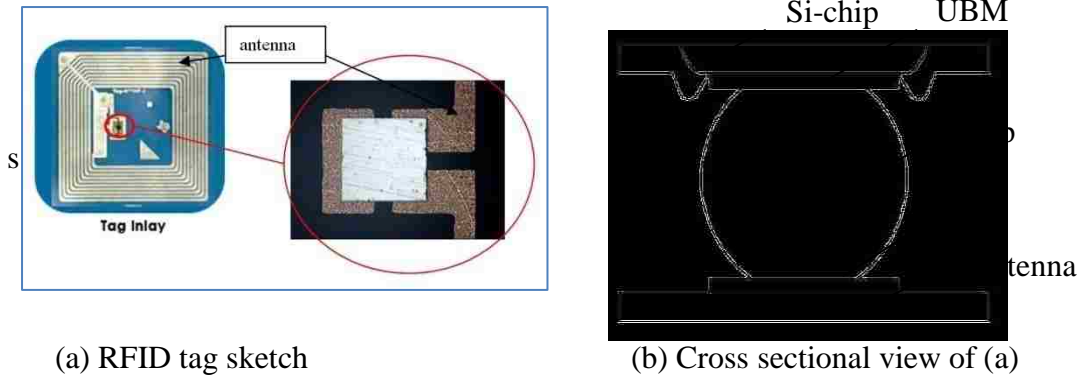 Si-chip UBM
antenna
s
Tag Inlay
tenna
(a) RFID tag sketch
(b) Cross sectional view of (a)